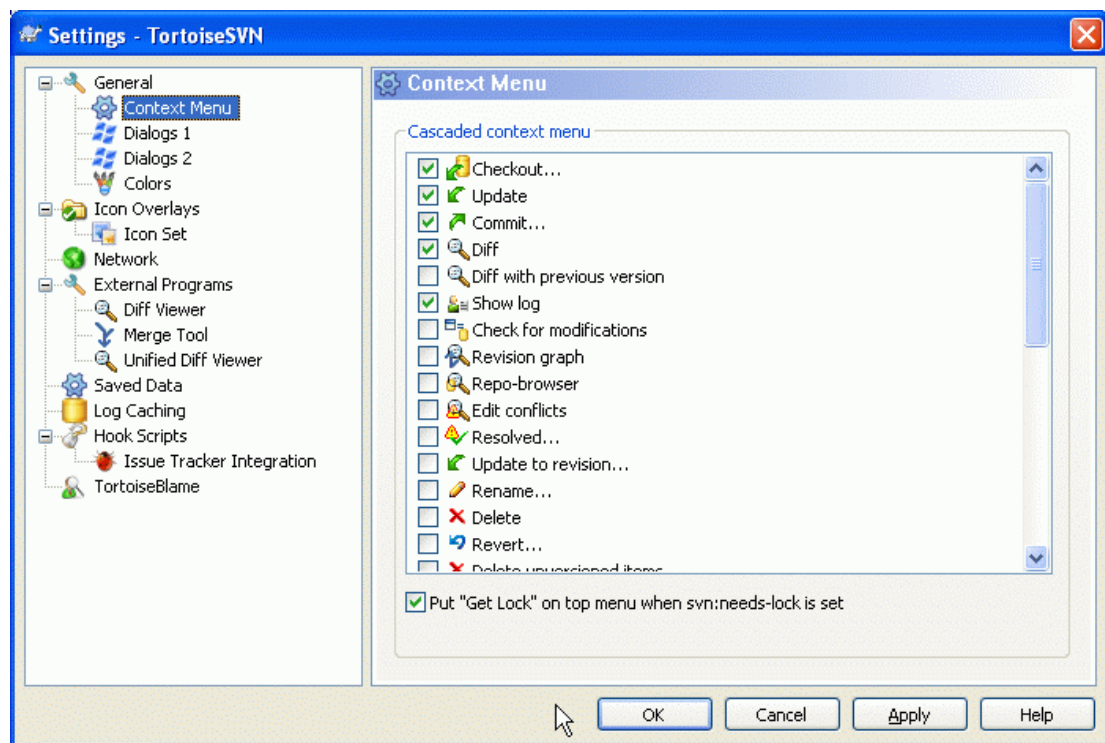 Settings - TortoiseSVN
General
Context Menu
Dialogs 1
Dialogs 2
Colors
Icon Overlays
Icon Set
Network
External Programs
Diff Viewer
Merge Tool
Unified Diff Viewer
Saved Data
Log Caching
Hook Scripts
Issue Tracker Integration
TortoiseBlame
Context Menu
Cascaded context menu
Checkout...
Update
Commit...
Diff
Diff with previous version
Show log
Check for modifications
Revision graph
Repo-browser
Edit conflicts
Resolved...
Update to revision...
Rename...
Delete
Revert...
Delete unversioned items
Put "Get Lock" on top menu when svn:needs-lock is set
OK
Cancel
Apply
Help